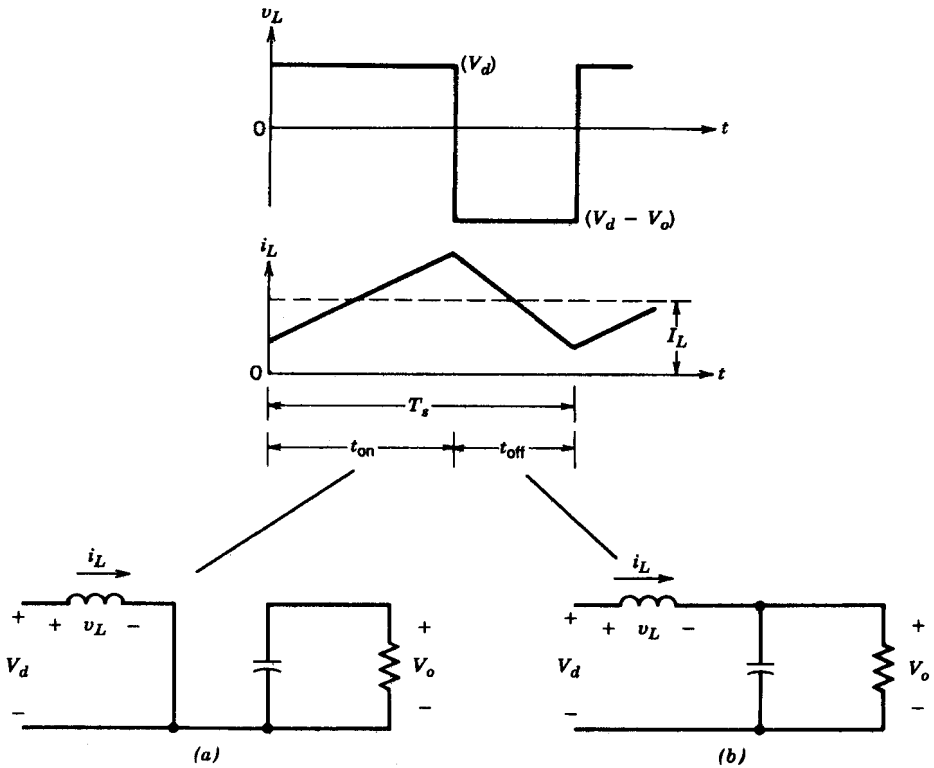 v_L
(V_d)
0
t
(V_d − V_o)
i_L
I_L
0
t
T_s
t_on
t_off
i_L
+ + v_L − +
V_d V_o
− −
(a)
i_L
+ + v_L − +
V_d V_o
− −
(b)